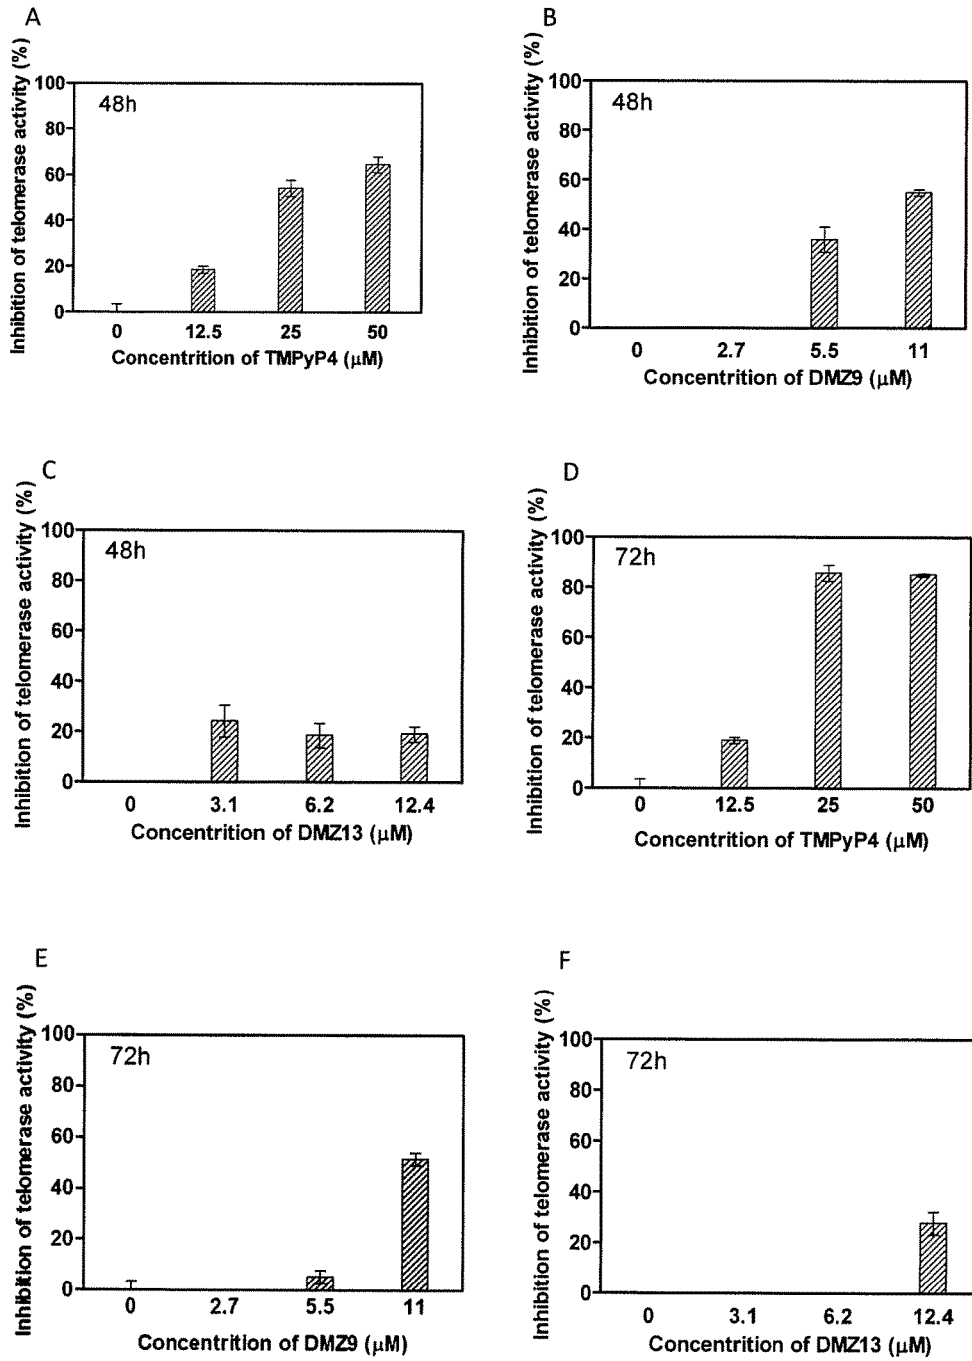 A
Inhibition of telomerase activity (%)
100
80
60
40
20
0
48h
0 12.5 25 50
Concentrition of TMPyP4 (μM)
B
Inhibition of telomerase activity (%)
100
80
60
40
20
0
48h
0 2.7 5.5 11
Concentrition of DMZ9 (μM)
C
Inhibition of telomerase activity (%)
100
80
60
40
20
0
48h
0 3.1 6.2 12.4
Concentrition of DMZ13 (μM)
D
Inhibition of telomerase activity (%)
100
80
60
40
20
0
72h
0 12.5 25 50
Concentrition of TMPyP4 (μM)
E
Inhibition of telomerase activity (%)
100
80
60
40
20
0
72h
0 2.7 5.5 11
Concentrition of DMZ9 (μM)
F
Inhibition of telomerase activity (%)
100
80
60
40
20
0
72h
0 3.1 6.2 12.4
Concentrition of DMZ13 (μM)